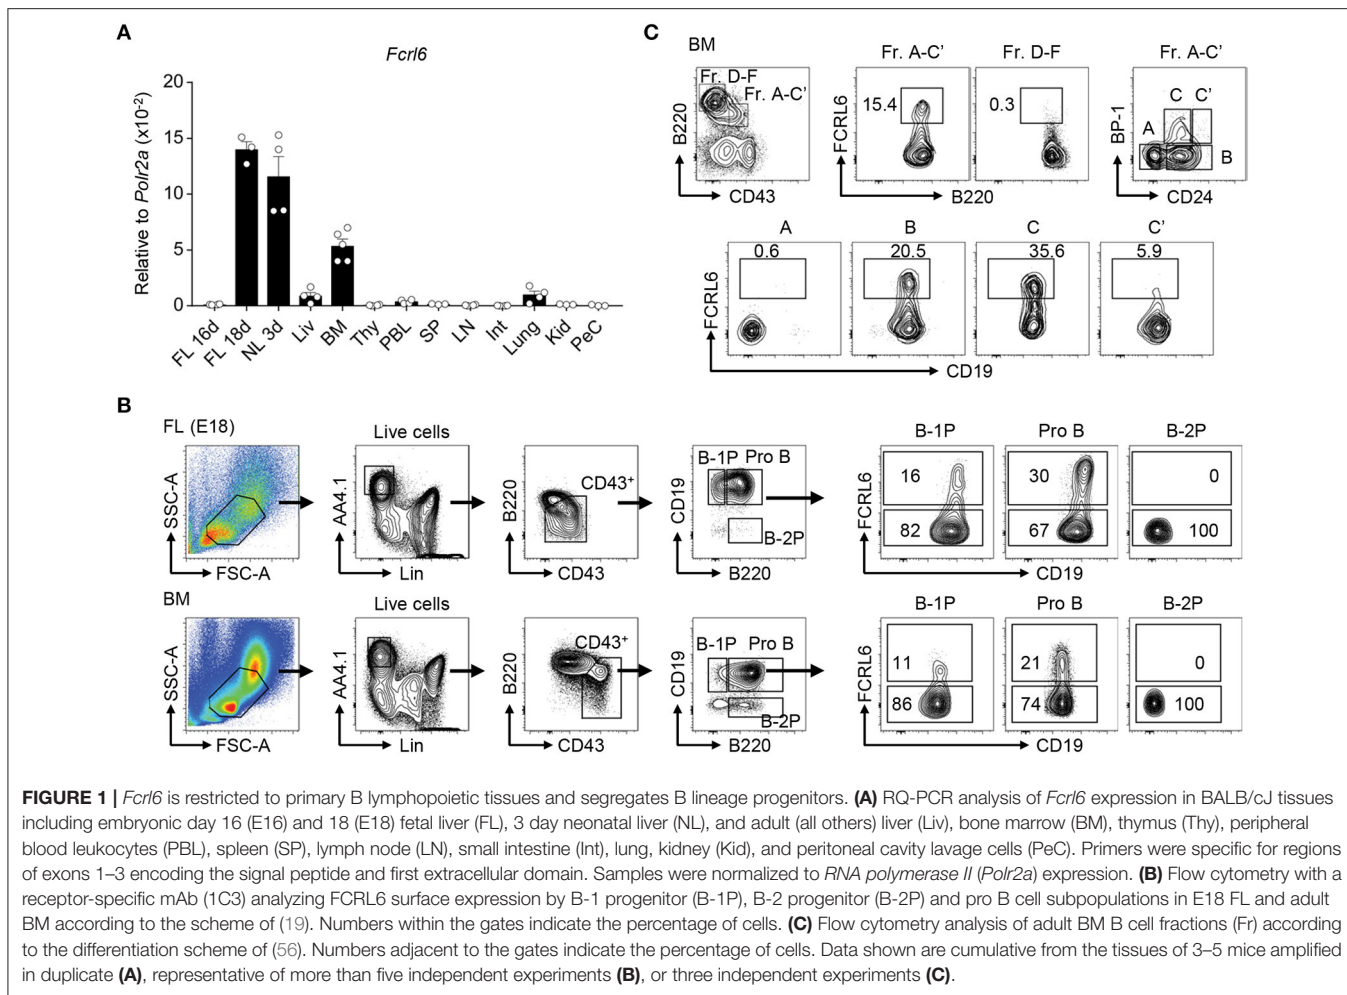 A
Fcrl6
Relative to Polr2a (x10-2)
20
15
10
5
0
FL 16d
FL 18d
NL 3d
Liv
BM
Thy
PBL
SP
LN
Int
Lung
Kid
PeC
C
BM
Fr. D-F
Fr. A-C'
B220
CD43
Fr. A-C'
Fr. D-F
FCRL6
15.4
0.3
B220
Fr. A-C'
BP-1
C
C'
A
B
CD24
A
B
C
C'
0.6
20.5
35.6
5.9
FCRL6
CD19
B
FL (E18)
SSC-A
FSC-A
Live cells
AA4.1
Lin
B220
CD43+
CD43
CD19
B-1P
Pro B
B-2P
B220
B-1P
Pro B
B-2P
FCRL6
16
30
0
82
67
100
CD19
BM
SSC-A
FSC-A
Live cells
AA4.1
Lin
B220
CD43+
CD43
CD19
B-1P
Pro B
B-2P
B220
B-1P
Pro B
B-2P
FCRL6
11
21
0
86
74
100
CD19
FIGURE 1 | Fcrl6 is restricted to primary B lymphopoietic tissues and segregates B lineage progenitors. (A) RQ-PCR analysis of Fcrl6 expression in BALB/cJ tissues
including embryonic day 16 (E16) and 18 (E18) fetal liver (FL), 3 day neonatal liver (NL), and adult (all others) liver (Liv), bone marrow (BM), thymus (Thy), peripheral
blood leukocytes (PBL), spleen (SP), lymph node (LN), small intestine (Int), lung, kidney (Kid), and peritoneal cavity lavage cells (PeC). Primers were specific for regions
of exons 1–3 encoding the signal peptide and first extracellular domain. Samples were normalized to RNA polymerase II (Polr2a) expression. (B) Flow cytometry with a
receptor-specific mAb (1C3) analyzing FCRL6 surface expression by B-1 progenitor (B-1P), B-2 progenitor (B-2P) and pro B cell subpopulations in E18 FL and adult
BM according to the scheme of (19). Numbers within the gates indicate the percentage of cells. (C) Flow cytometry analysis of adult BM B cell fractions (Fr) according
to the differentiation scheme of (56). Numbers adjacent to the gates indicate the percentage of cells. Data shown are cumulative from the tissues of 3–5 mice amplified
in duplicate (A), representative of more than five independent experiments (B), or three independent experiments (C).